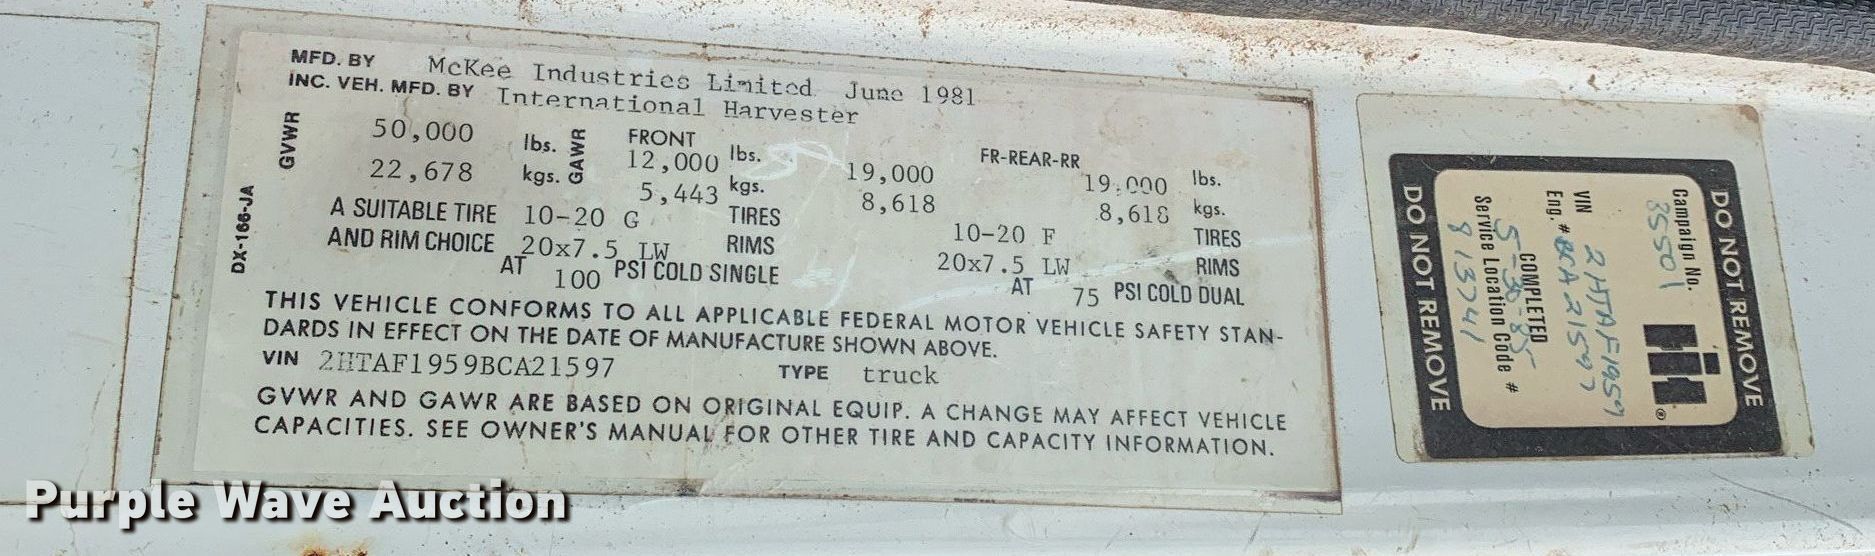 MFD. BY McKee Industries Limited June 1981
INC. VEH. MFD. BY International Harvester
GVWR 50,000 lbs. GAWR FRONT 12,000 lbs. 19,000 FR-REAR-RR 19,000 lbs.
22,678 kgs. 5,443 kgs. 8,618 8,618 kgs.
A SUITABLE TIRE 10-20 G TIRES 10-20 F TIRES
AND RIM CHOICE 20x7.5 LW RIMS 20x7.5 LW RIMS
AT 100 PSI COLD SINGLE AT 75 PSI COLD DUAL
DX-166-JA
THIS VEHICLE CONFORMS TO ALL APPLICABLE FEDERAL MOTOR VEHICLE SAFETY STAN-
DARDS IN EFFECT ON THE DATE OF MANUFACTURE SHOWN ABOVE.
VIN 2HTAF1959BCA21597 TYPE truck
GVWR AND GAWR ARE BASED ON ORIGINAL EQUIP. A CHANGE MAY AFFECT VEHICLE
CAPACITIES. SEE OWNER'S MANUAL FOR OTHER TIRE AND CAPACITY INFORMATION.
DO NOT REMOVE
Campaign No.
35501
VIN 2HTAF1959
Eng. # BCA21597
COMPLETED
5-30-85
Service Location Code #
813741
DO NOT REMOVE
®
Purple Wave Auction